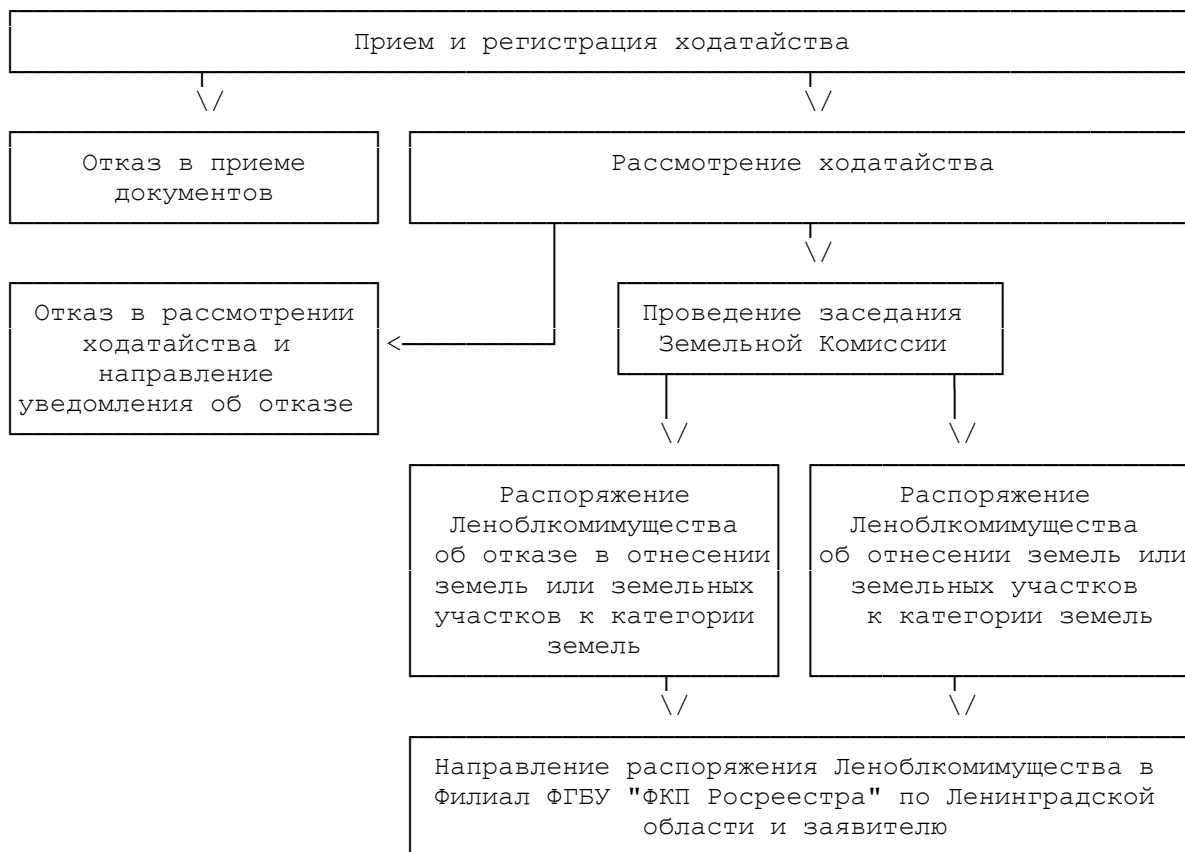 Прием и регистрация ходатайства
Отказ в приеме
документов
Рассмотрение ходатайства
Отказ в рассмотрении
ходатайства и
направление
уведомления об отказе
Проведение заседания
Земельной Комиссии
Распоряжение
Леноблкомимущества
об отказе в отнесении
земель или земельных
участков к категории
земель
Распоряжение
Леноблкомимущества
об отнесении земель или
земельных участков
к категории земель
Направление распоряжения Леноблкомимущества в
Филиал ФГБУ "ФКП Росреестра" по Ленинградской
области и заявителю